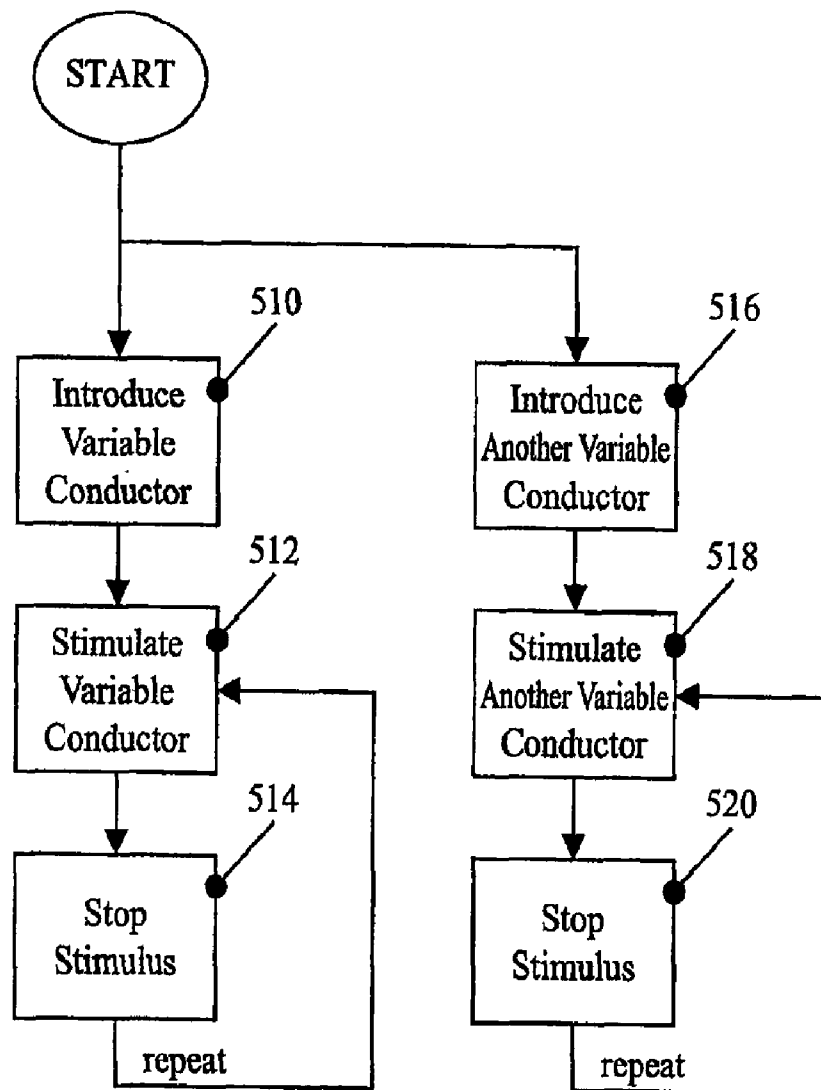 START
510
Introduce
Variable
Conductor
512
Stimulate
Variable
Conductor
514
Stop
Stimulus
repeat
516
Introduce
Another Variable
Conductor
518
Stimulate
Another Variable
Conductor
520
Stop
Stimulus
repeat